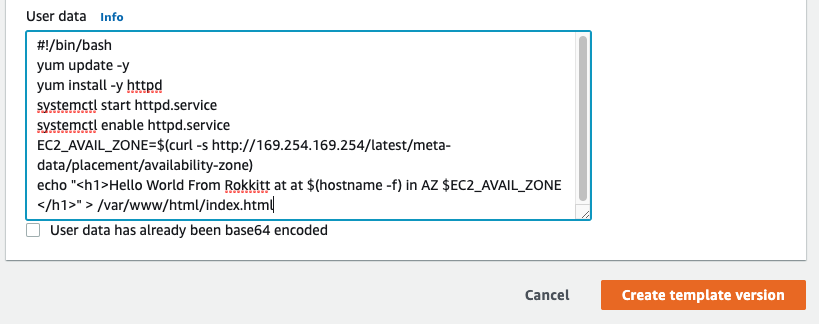 User data Info
#!/bin/bash
yum update -y
yum install -y httpd
systemctl start httpd.service
systemctl enable httpd.service
EC2_AVAIL_ZONE=$(curl -s http://169.254.169.254/latest/meta-
data/placement/availability-zone)
echo "<h1>Hello World From Rokkitt at at $(hostname -f) in AZ $EC2_AVAIL_ZONE
</h1>" > /var/www/html/index.html
User data has already been base64 encoded
Cancel Create template version